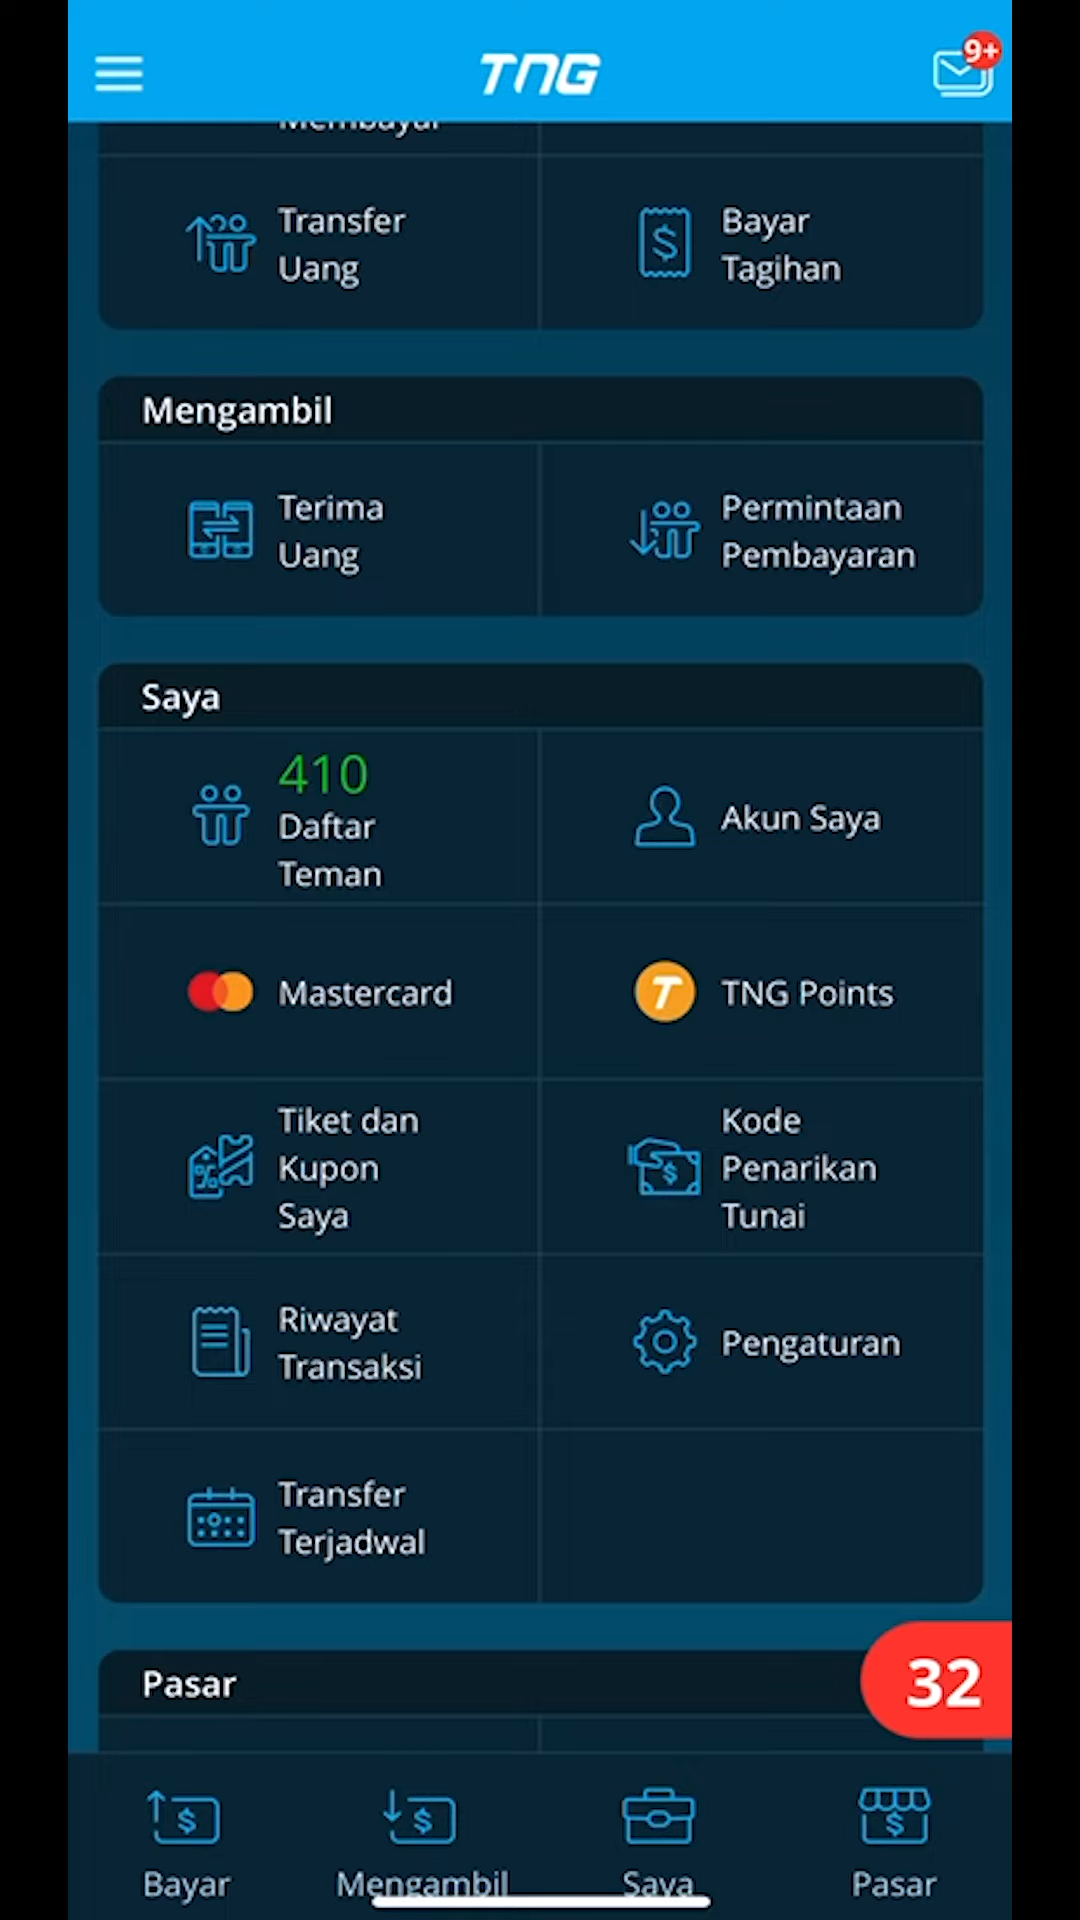 TNG
9+
Membayar
Transfer
Uang
Bayar
Tagihan
Mengambil
Terima
Uang
Permintaan
Pembayaran
Saya
410
Daftar
Teman
Akun Saya
Mastercard
TNG Points
Tiket dan
Kupon
Saya
Kode
Penarikan
Tunai
Riwayat
Transaksi
Pengaturan
Transfer
Terjadwal
Pasar
32
Bayar
Mengambil
Saya
Pasar